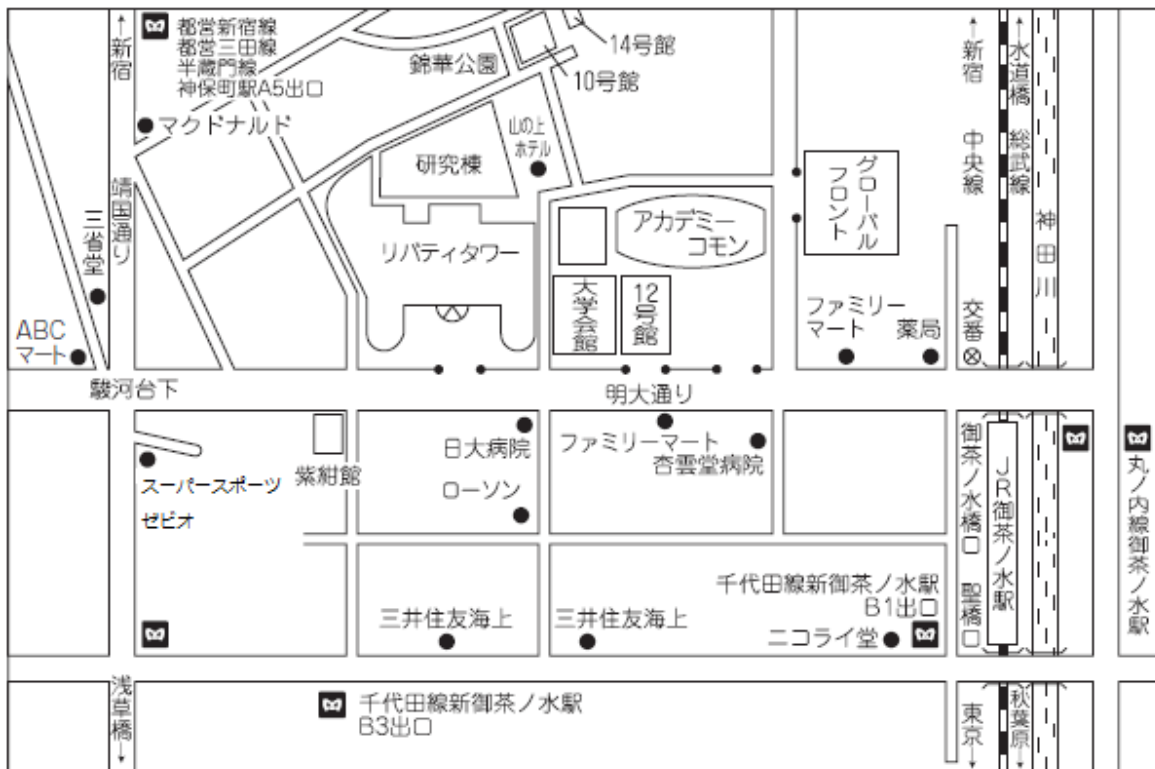 ↑新宿
都営新宿線
都営三田線
半蔵門線
神保町駅A5出口
マクドナルド
靖国通り
三省堂
ABC
マート
駿河台下
錦華公園
14号館
10号館
研究棟
山の上
ホテル
リバティタワー
アカデミー
コモン
大学会館
12号館
グローバル
フロント
ファミリー
マート
薬局
↑新宿 中央線
↑水道橋 総武線
神田川
交番
明大通り
スーパースポーツ
ゼビオ
紫紺館
日大病院
ローソン
ファミリーマート
杏雲堂病院
御茶ノ水橋口
聖橋口
JR御茶ノ水駅
丸ノ内線御茶ノ水駅
三井住友海上
三井住友海上
千代田線新御茶ノ水駅
B1出口
ニコライ堂
浅草橋↓
千代田線新御茶ノ水駅
B3出口
東京↓
秋葉原↓